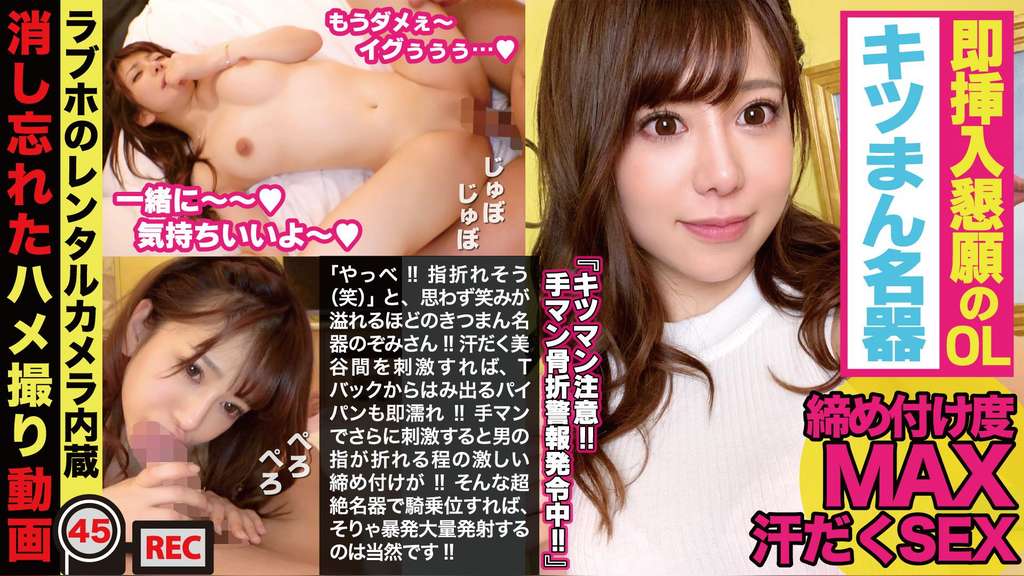 消し忘れたハメ撮り動画
ラブホのレンタルカメラ内蔵
45
REC
もうダメぇ〜
イグぅぅぅ…♥
じゅぽ
じゅぽ
一緒に〜〜♥
気持ちいいよ〜♥
ぺろ
ぺろ
「やっべ!!指折れそう
(笑)」と、思わず笑みが
溢れるほどのきつまん名
器のぞみさん!!汗だく美
谷間を刺激すれば、T
バックからはみ出るパイ
パンも即濡れ!!手マン
でさらに刺激すると男の
指が折れる程の激しい
締め付けが!!そんな超
絶名器で騎乗位すれば、
そりゃ暴発大量発射する
のは当然です!!
『キツマン注意!!
手マン骨折警報発令中!!』
即挿入懇願のOL
キツまん名器
締め付け度
MAX
汗だくSEX